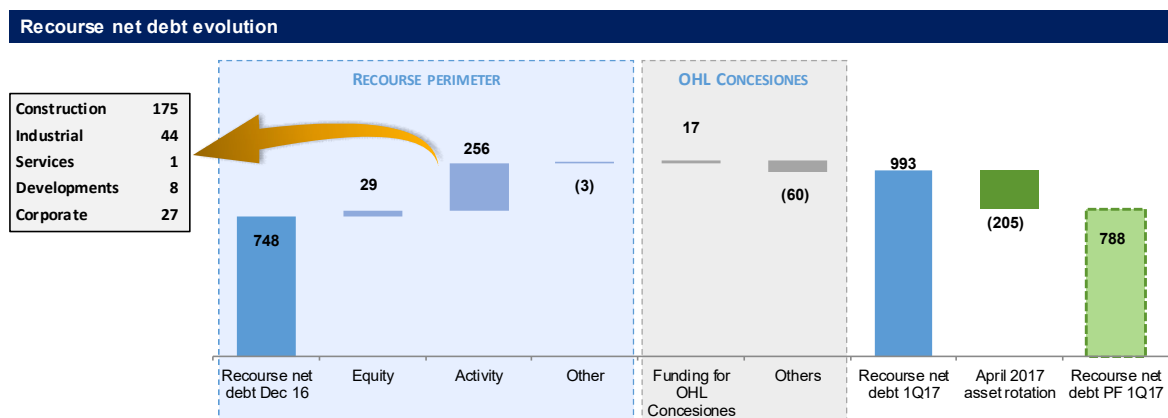 Recourse net debt evolution
RECOURSE PERIMETER
OHL CONCESIONES
Construction 175
Industrial 44
Services 1
Developments 8
Corporate 27
748
29
256
(3)
17
(60)
993
(205)
788
Recourse net
debt Dec 16
Equity
Activity
Other
Funding for
OHL
Concesiones
Others
Recourse net
debt 1Q17
April 2017
asset rotation
Recourse net
debt PF 1Q17